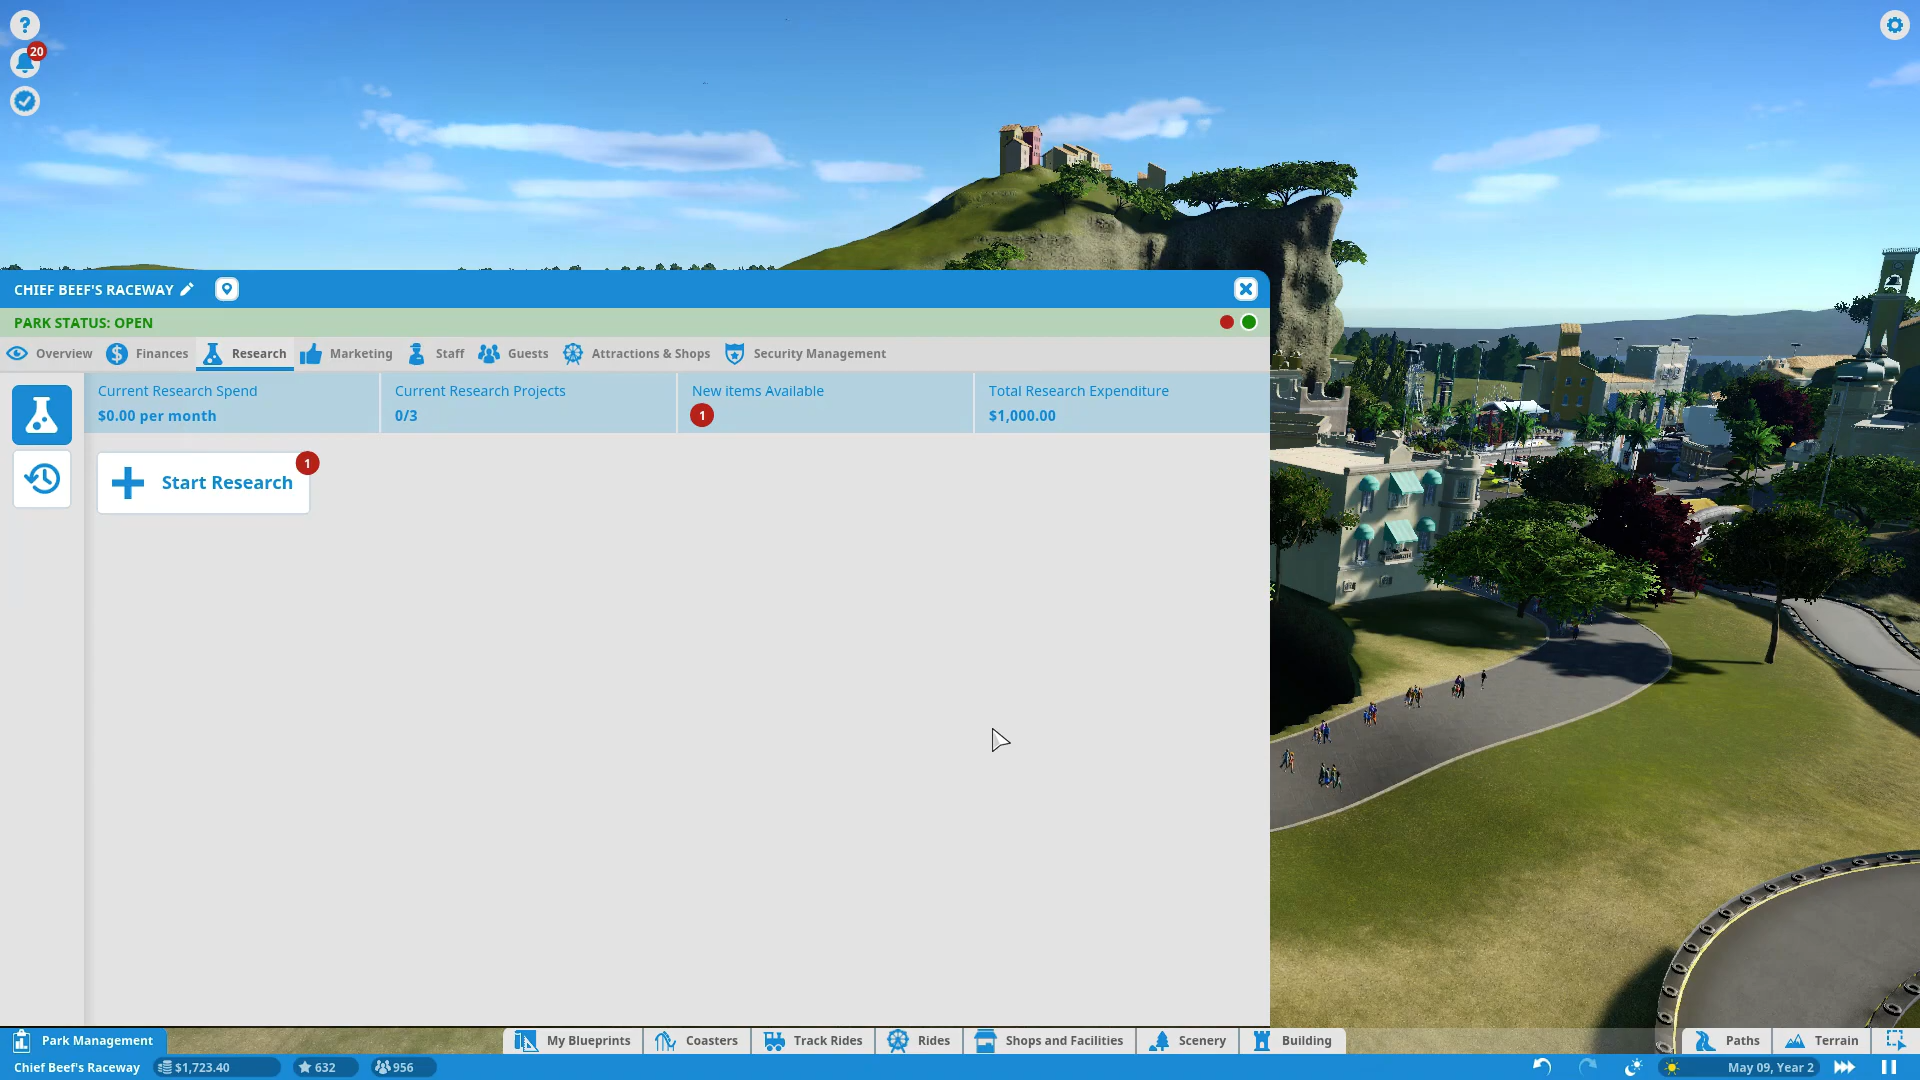 ?
20
CHIEF BEEF'S RACEWAY
PARK STATUS: OPEN
Overview
Finances
Research
Marketing
Staff
Guests
Attractions & Shops
Security Management
Current Research Spend
$0.00 per month
Current Research Projects
0/3
New items Available
1
Total Research Expenditure
$1,000.00
Start Research
1
Park Management
My Blueprints
Coasters
Track Rides
Rides
Shops and Facilities
Scenery
Building
Paths
Terrain
Chief Beef's Raceway
$1,723.40
632
956
May 09, Year 2